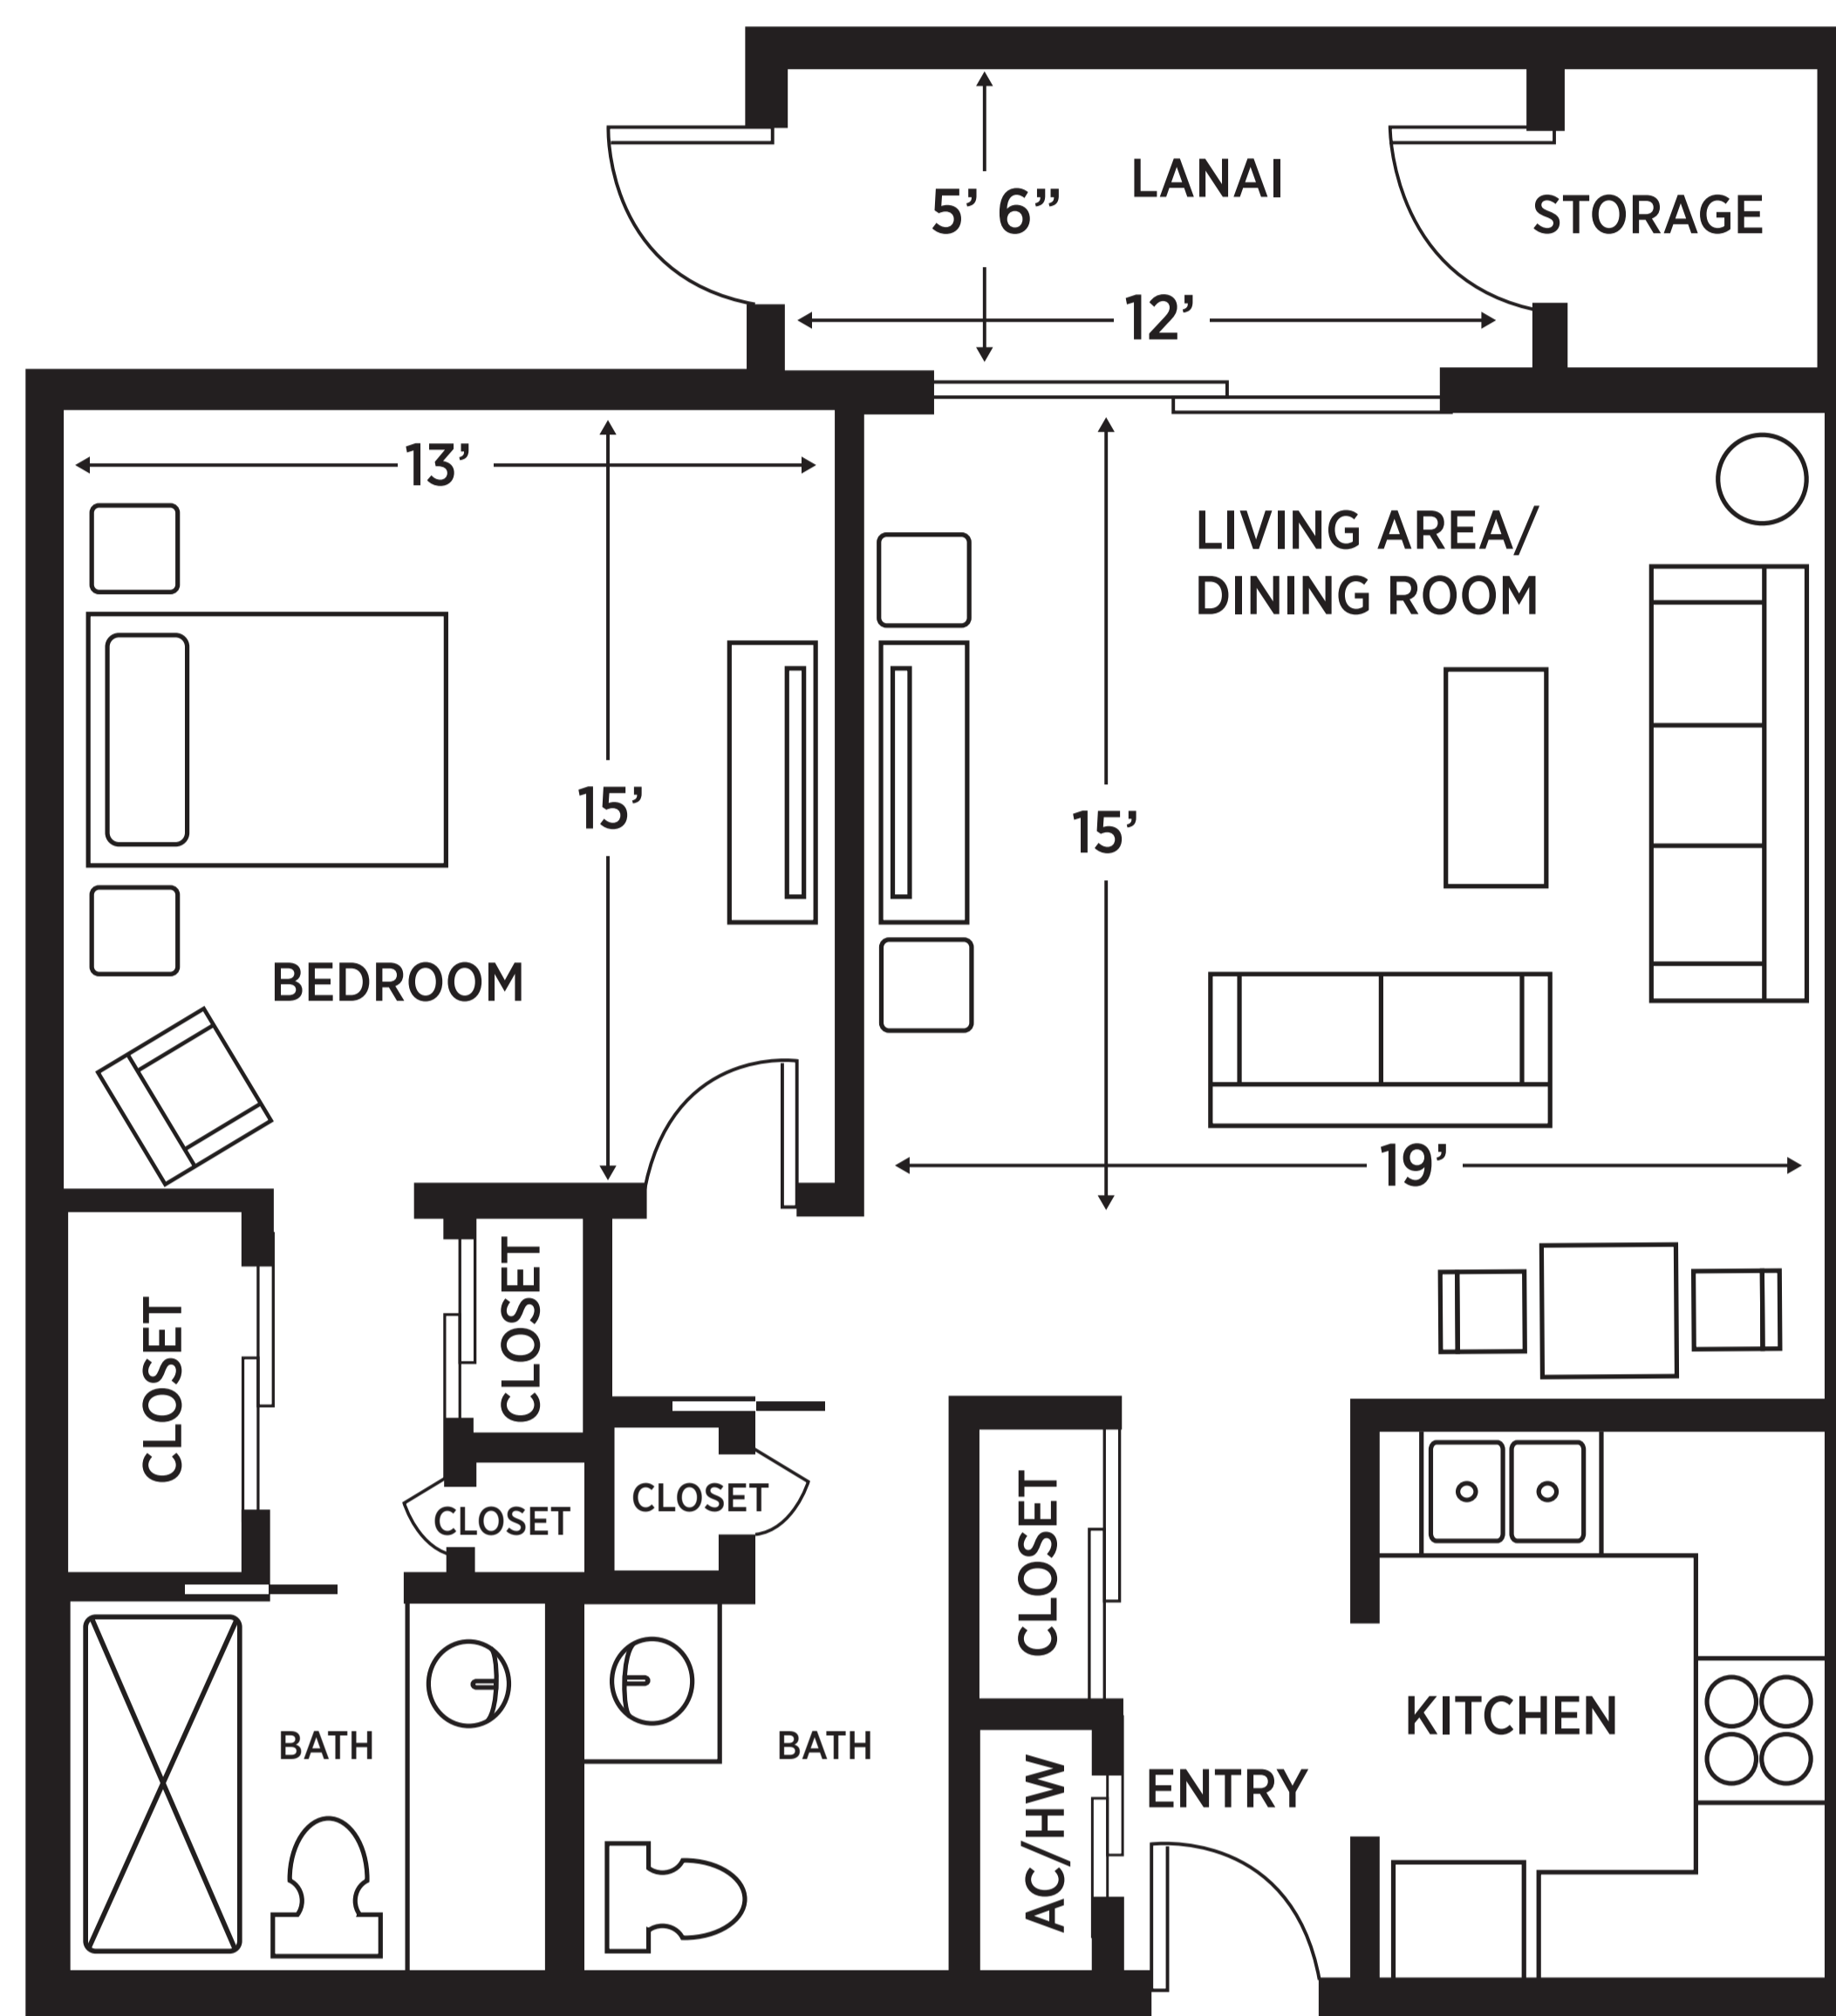 LANAI
5’ 6”
STORAGE
12’
13’
LIVING AREA/
DINING ROOM
15’
15’
BEDROOM
19’
CLOSET
CLOSET
CLOSET
CLOSET
CLOSET
KITCHEN
BATH
BATH
ENTRY
AC/HW